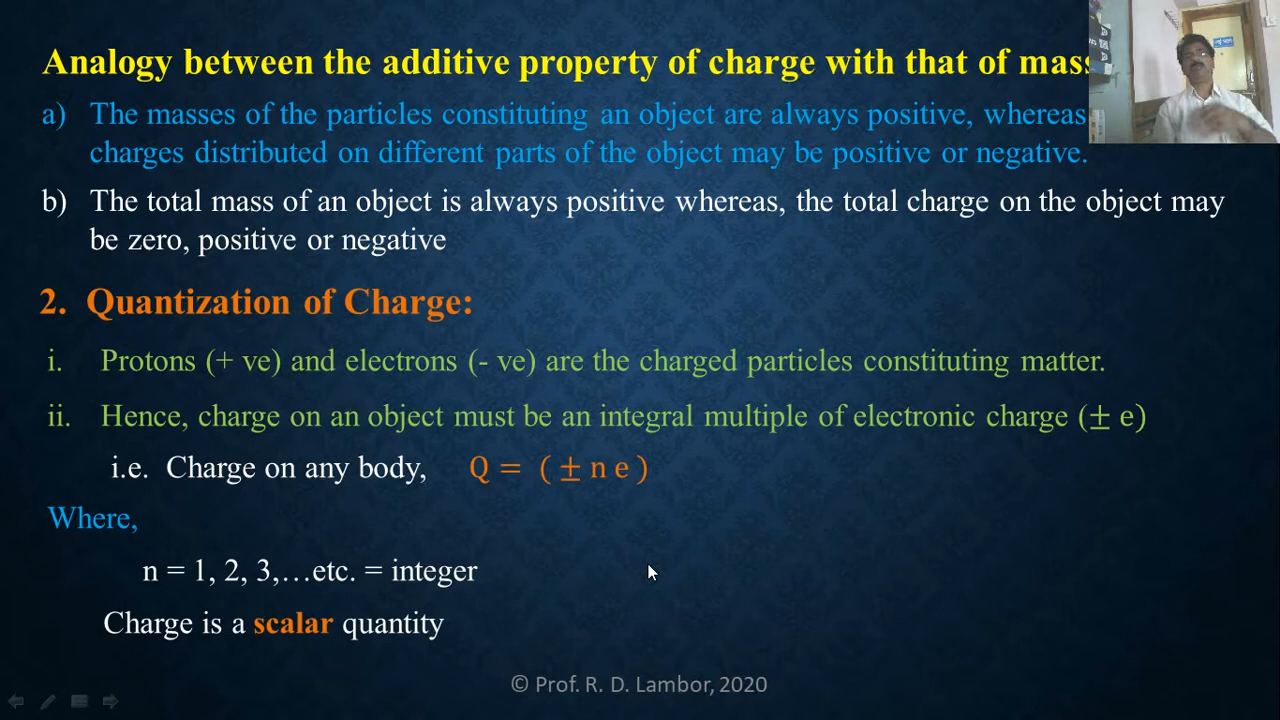 Analogy between the additive property of charge with that of mass
a) The masses of the particles constituting an object are always positive, whereas
charges distributed on different parts of the object may be positive or negative.
b) The total mass of an object is always positive whereas, the total charge on the object may
be zero, positive or negative
2. Quantization of Charge:
i. Protons (+ ve) and electrons (- ve) are the charged particles constituting matter.
ii. Hence, charge on an object must be an integral multiple of electronic charge (± e)
i.e. Charge on any body, Q = ( ± n e )
Where,
n = 1, 2, 3,…etc. = integer
Charge is a scalar quantity
© Prof. R. D. Lambor, 2020